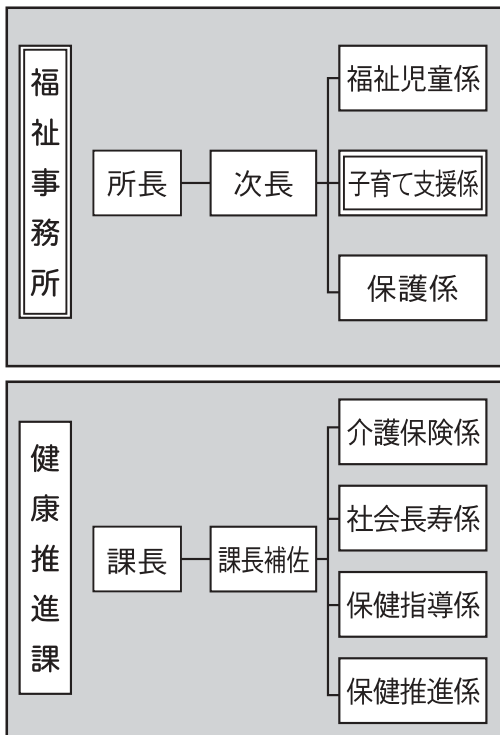 福祉事務所
所長
次長
福祉児童係
子育て支援係
保護係
健康推進課
課長
課長補佐
介護保険係
社会長寿係
保健指導係
保健推進係